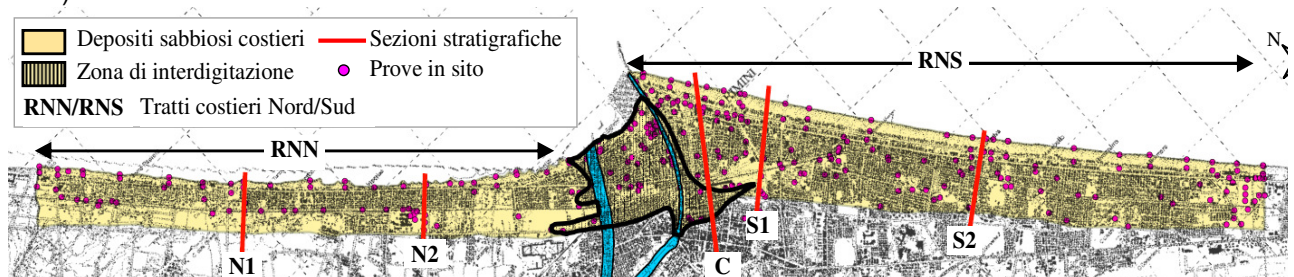 Depositi sabbiosi costieri
Sezioni stratigrafiche
Zona di interdigitazione
Prove in sito
RNN/RNS Tratti costieri Nord/Sud
N
RNS
RIMINI
RNN
N1
N2
C
S1
S2